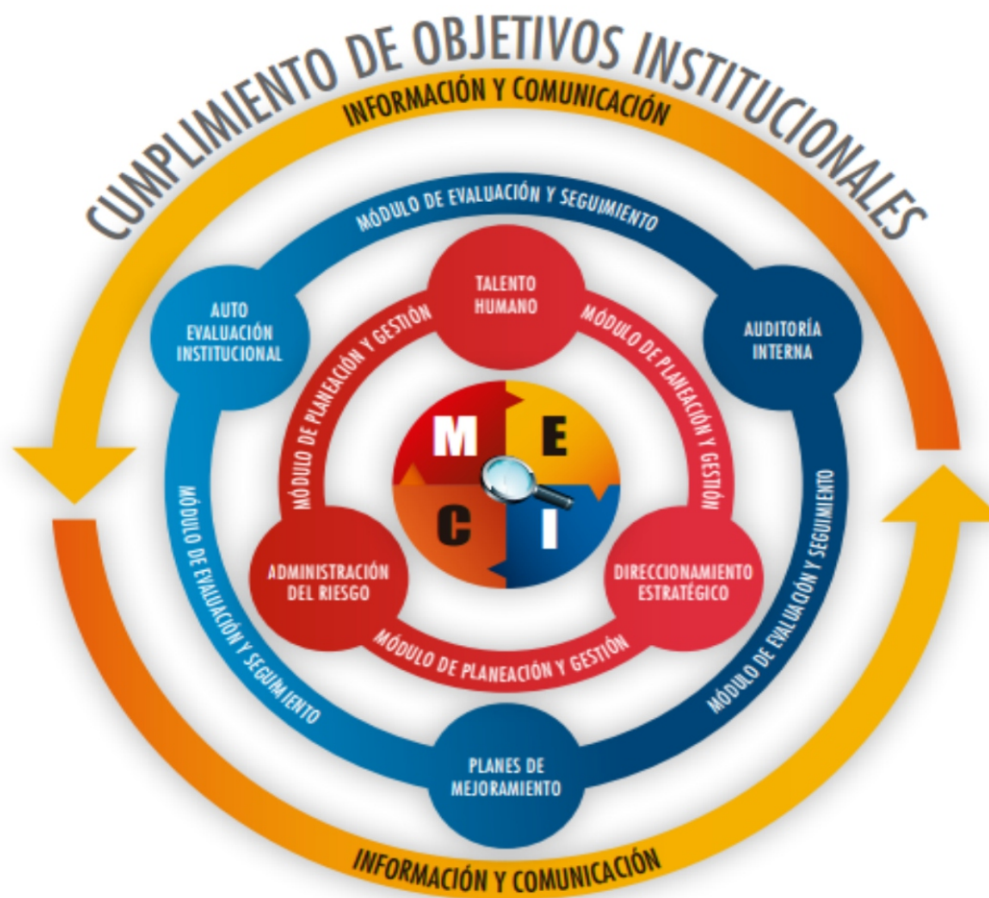 CUMPLIMIENTO DE OBJETIVOS INSTITUCIONALES
INFORMACIÓN Y COMUNICACIÓN
MÓDULO DE EVALUACIÓN Y SEGUIMIENTO
AUTO
EVALUACIÓN
INSTITUCIONAL
TALENTO
HUMANO
AUDITORÍA
INTERNA
MÓDULO DE PLANEACIÓN Y GESTIÓN
MÓDULO DE PLANEACIÓN Y GESTIÓN
M E
C I
MÓDULO DE EVALUACIÓN Y SEGUIMIENTO
MÓDULO DE EVALUACIÓN Y SEGUIMIENTO
ADMINISTRACIÓN
DEL RIESGO
DIRECCIONAMIENTO
ESTRATÉGICO
MÓDULO DE PLANEACIÓN Y GESTIÓN
PLANES DE
MEJORAMIENTO
INFORMACIÓN Y COMUNICACIÓN